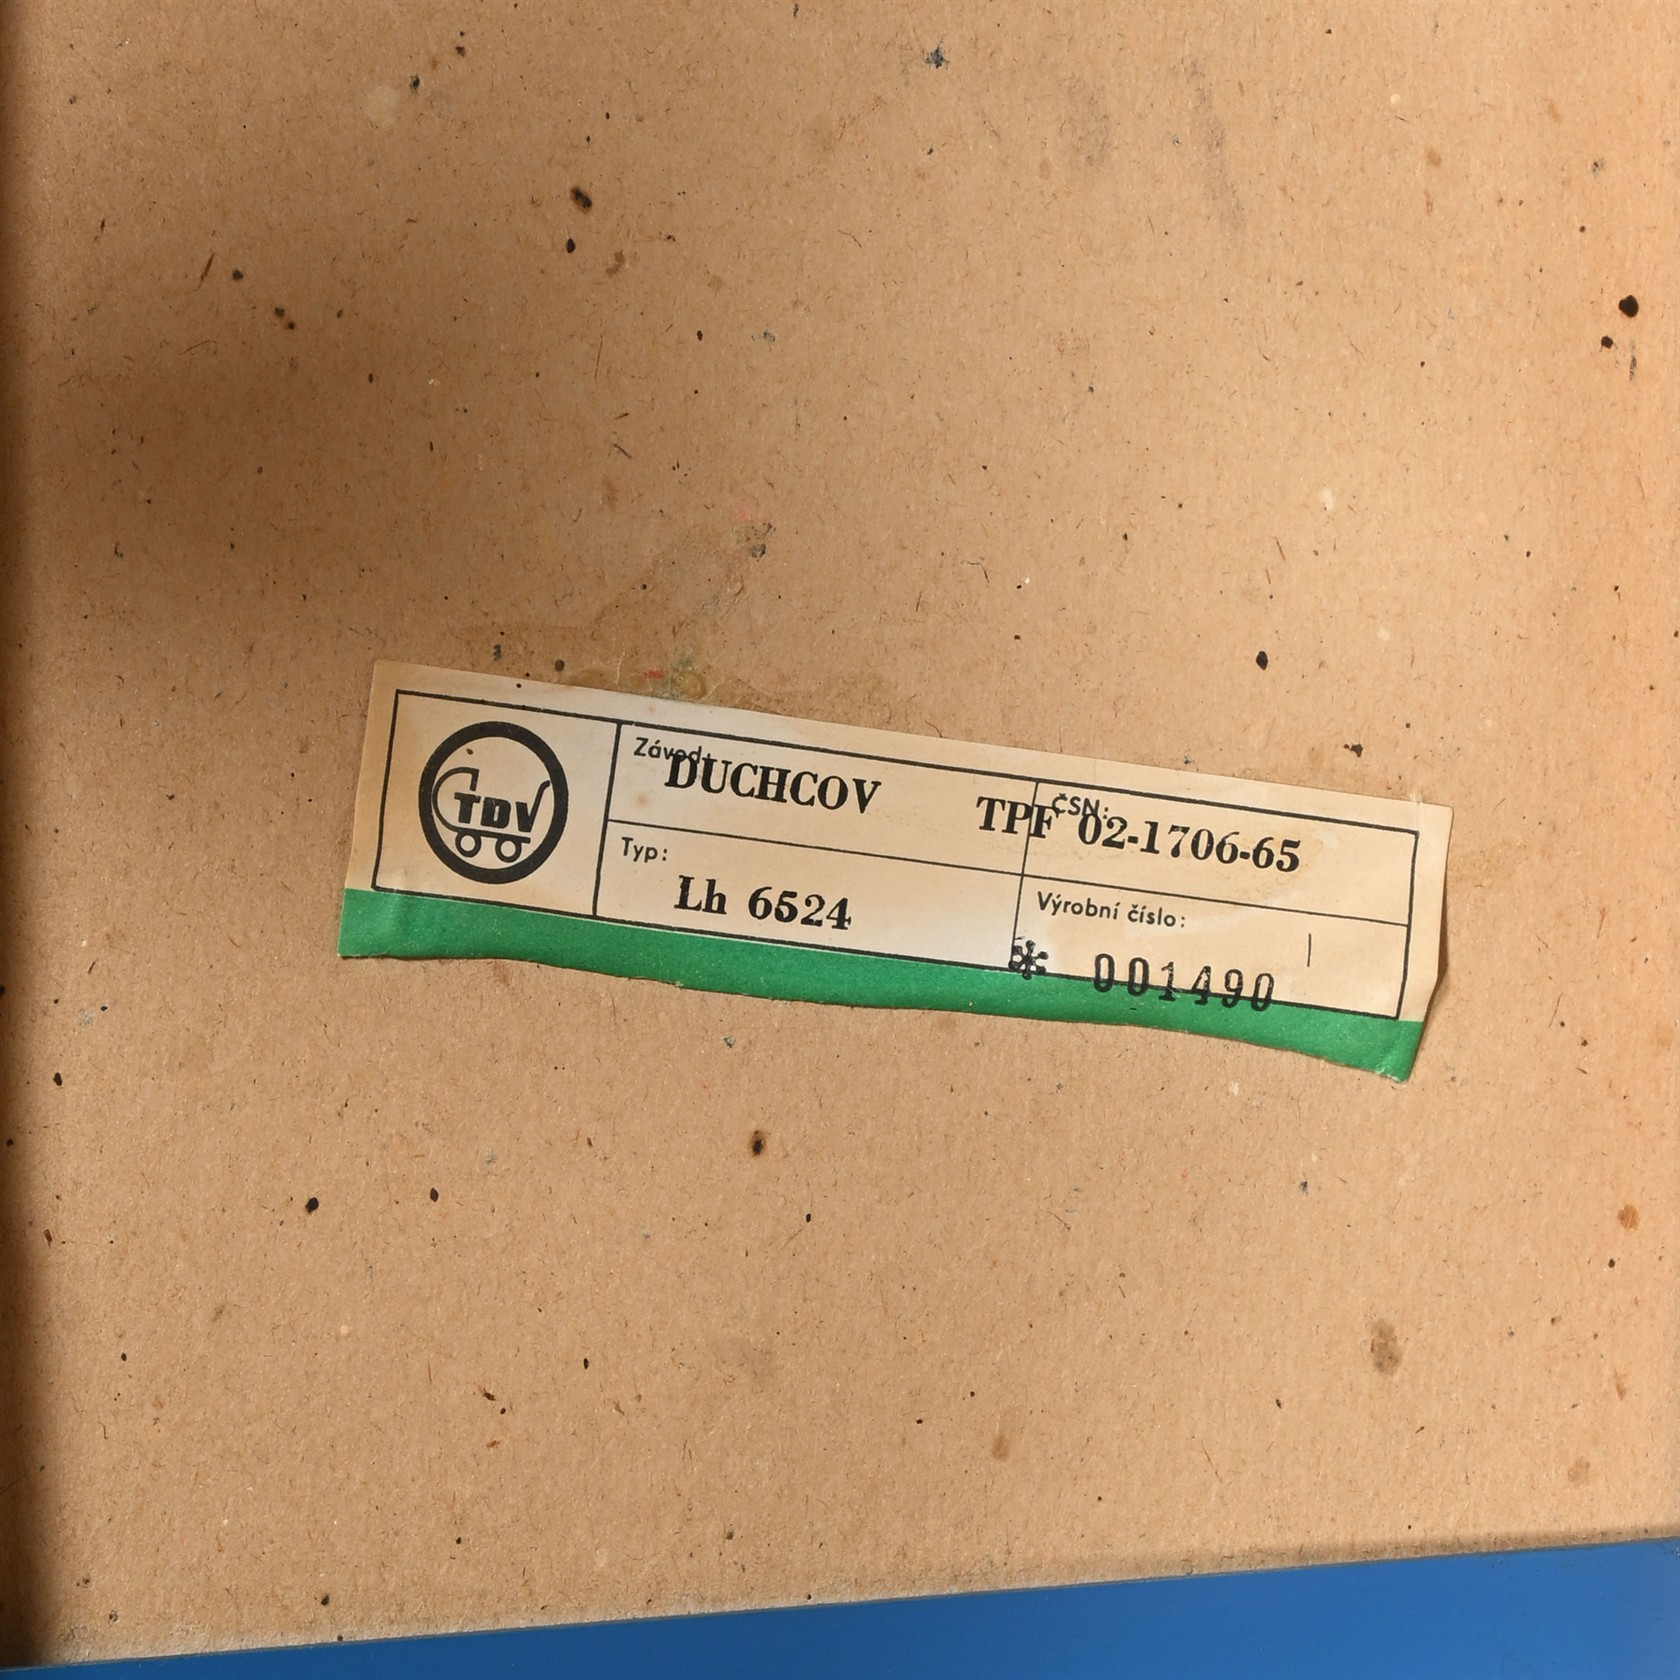 TDV
Závod: DUCHCOV
ČSN: TPF 02-1706-65
Typ: Lh 6524
Výrobní číslo: * 001490